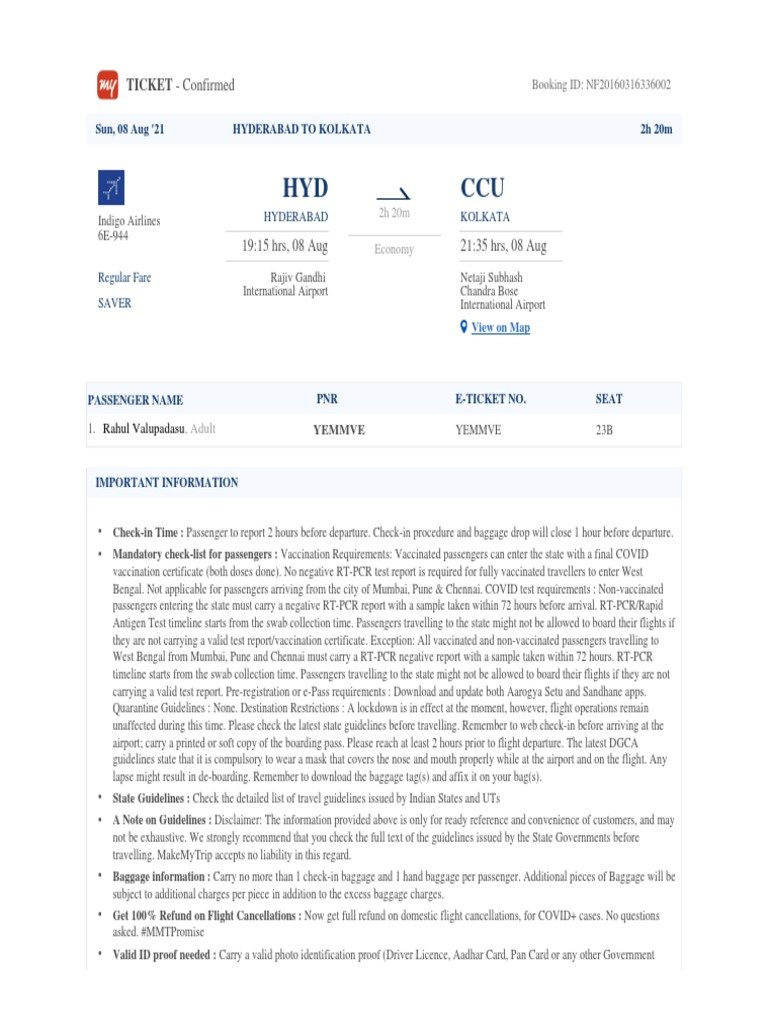 my TICKET - Confirmed
Booking ID: NF20160316336002
Sun, 08 Aug '21 HYDERABAD TO KOLKATA 2h 20m
HYD CCU
Indigo Airlines HYDERABAD 2h 20m KOLKATA
6E-944 19:15 hrs, 08 Aug Economy 21:35 hrs, 08 Aug
Regular Fare Rajiv Gandhi Netaji Subhash
International Airport Chandra Bose
SAVER International Airport
View on Map
PASSENGER NAME PNR E-TICKET NO. SEAT
1. Rahul Valupadasu, Adult YEMMVE YEMMVE 23B
IMPORTANT INFORMATION
• Check-in Time : Passenger to report 2 hours before departure. Check-in procedure and baggage drop will close 1 hour before departure.
• Mandatory check-list for passengers : Vaccination Requirements: Vaccinated passengers can enter the state with a final COVID
vaccination certificate (both doses done). No negative RT-PCR test report is required for fully vaccinated travellers to enter West
Bengal. Not applicable for passengers arriving from the city of Mumbai, Pune & Chennai. COVID test requirements : Non-vaccinated
passengers entering the state must carry a negative RT-PCR report with a sample taken within 72 hours before arrival. RT-PCR/Rapid
Antigen Test timeline starts from the swab collection time. Passengers travelling to the state might not be allowed to board their flights if
they are not carrying a valid test report/vaccination certificate. Exception: All vaccinated and non-vaccinated passengers travelling to
West Bengal from Mumbai, Pune and Chennai must carry a RT-PCR negative report with a sample taken within 72 hours. RT-PCR
timeline starts from the swab collection time. Passengers travelling to the state might not be allowed to board their flights if they are not
carrying a valid test report. Pre-registration or e-Pass requirements : Download and update both Aarogya Setu and Sandhane apps.
Quarantine Guidelines : None. Destination Restrictions : A lockdown is in effect at the moment, however, flight operations remain
unaffected during this time. Please check the latest state guidelines before travelling. Remember to web check-in before arriving at the
airport; carry a printed or soft copy of the boarding pass. Please reach at least 2 hours prior to flight departure. The latest DGCA
guidelines state that it is compulsory to wear a mask that covers the nose and mouth properly while at the airport and on the flight. Any
lapse might result in de-boarding. Remember to download the baggage tag(s) and affix it on your bag(s).
• State Guidelines : Check the detailed list of travel guidelines issued by Indian States and UTs
• A Note on Guidelines : Disclaimer: The information provided above is only for ready reference and convenience of customers, and may
not be exhaustive. We strongly recommend that you check the full text of the guidelines issued by the State Governments before
travelling. MakeMyTrip accepts no liability in this regard.
• Baggage information : Carry no more than 1 check-in baggage and 1 hand baggage per passenger. Additional pieces of Baggage will be
subject to additional charges per piece in addition to the excess baggage charges.
• Get 100% Refund on Flight Cancellations : Now get full refund on domestic flight cancellations, for COVID+ cases. No questions
asked. #MMTPromise
• Valid ID proof needed : Carry a valid photo identification proof (Driver Licence, Aadhar Card, Pan Card or any other Government